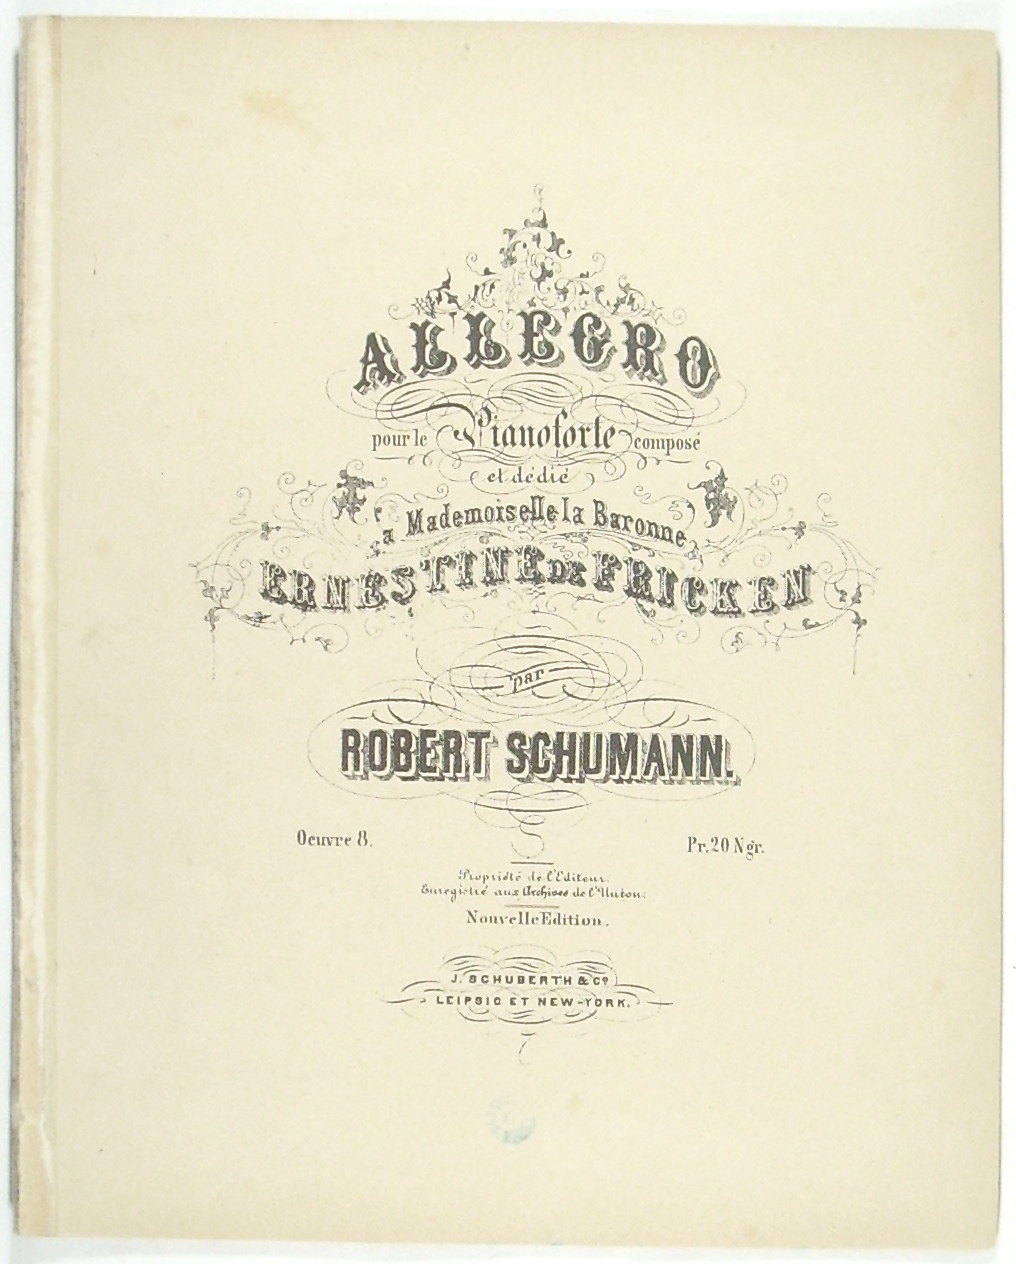 ALLEGRO
pour le Pianoforte composé
et dédié
a Mademoiselle la Baronne
ERNESTINE DE FRICKEN
par
ROBERT SCHUMANN.
Oeuvre 8. Pr. 20 Ngr.
Propriété de l'Editeur.
Enregistré aux Archives de l'Union.
Nouvelle Edition.
J. SCHUBERTH & Co
LEIPSIC ET NEW-YORK.